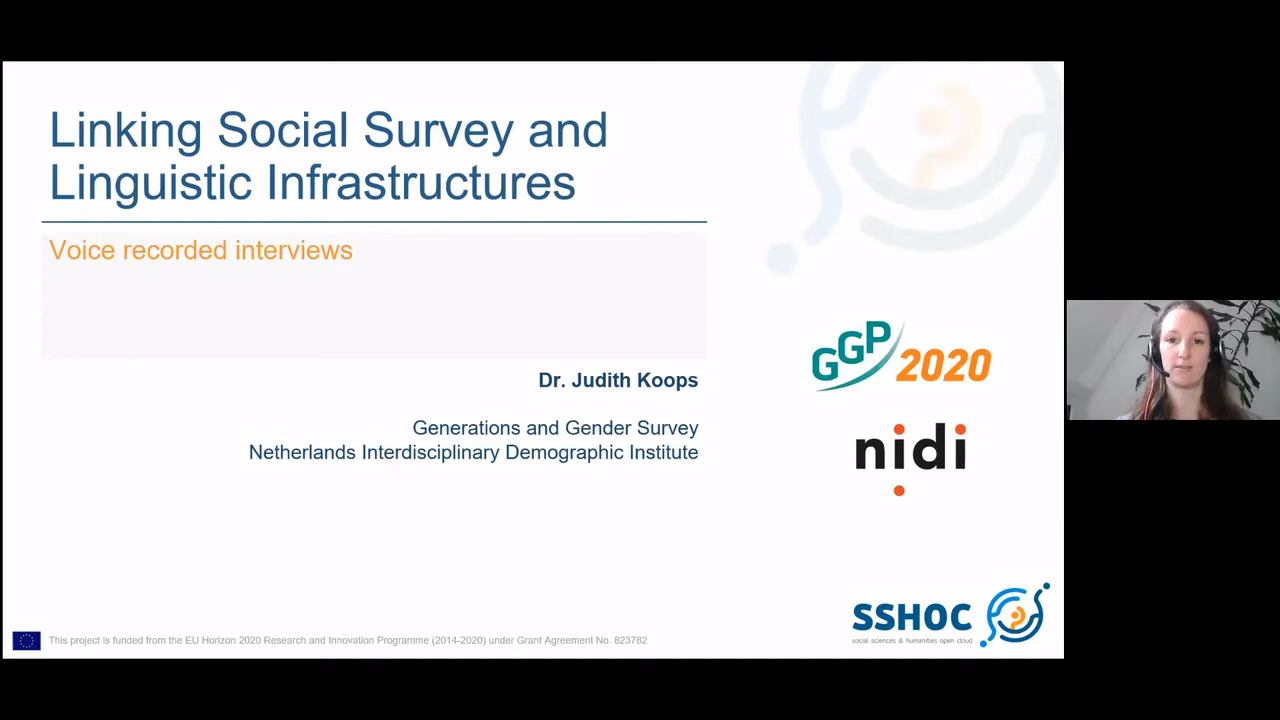 Linking Social Survey and
Linguistic Infrastructures
Voice recorded interviews
Dr. Judith Koops
Generations and Gender Survey
Netherlands Interdisciplinary Demographic Institute
GGP 2020
nidi
SSHOC
social sciences & humanities open cloud
This project is funded from the EU Horizon 2020 Research and Innovation Programme (2014-2020) under Grant Agreement No. 823782